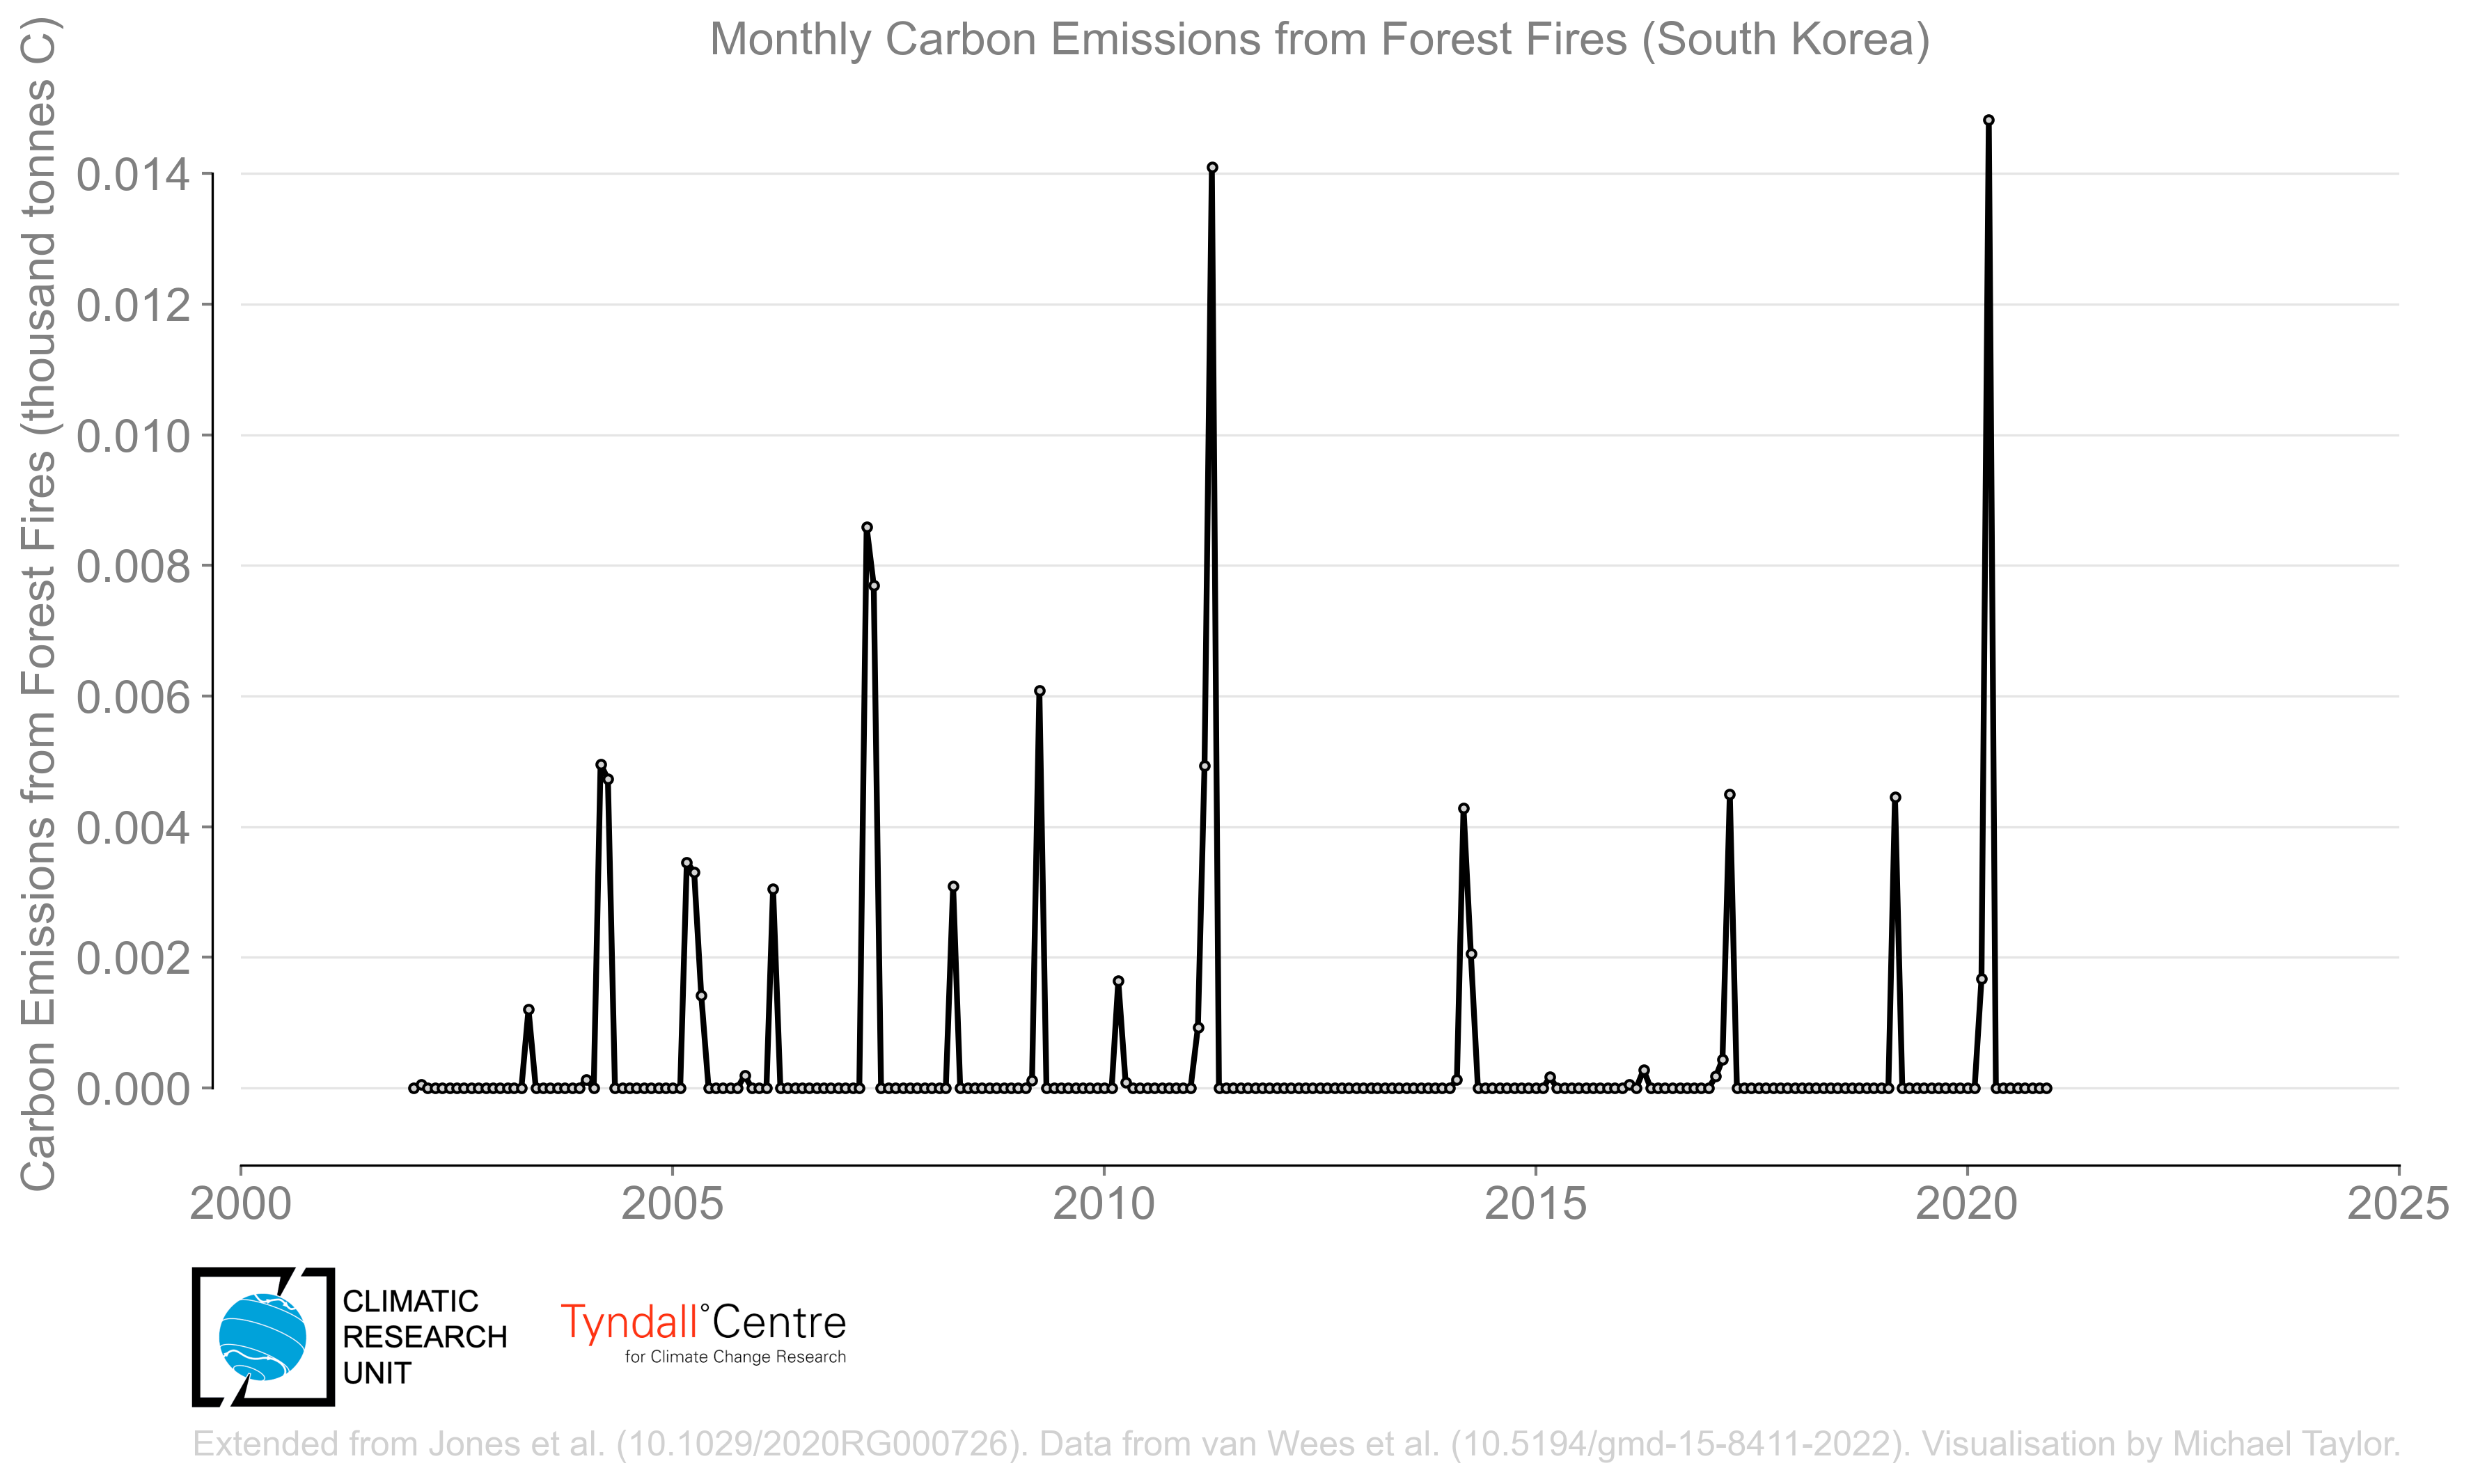 Monthly Carbon Emissions from Forest Fires (South Korea)
Carbon Emissions from Forest Fires (thousand tonnes C)
0.014
0.012
0.010
0.008
0.006
0.004
0.002
0.000
2000 2005 2010 2015 2020 2025
CLIMATIC
RESEARCH
UNIT
Tyndall°Centre
for Climate Change Research
Extended from Jones et al. (10.1029/2020RG000726). Data from van Wees et al. (10.5194/gmd-15-8411-2022). Visualisation by Michael Taylor.